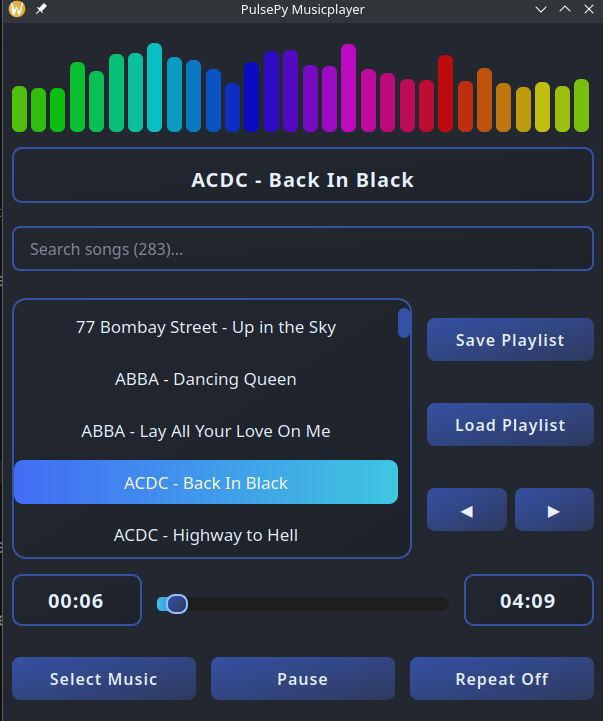 PulsePy Musicplayer
ACDC - Back In Black
Search songs (283)...
77 Bombay Street - Up in the Sky
ABBA - Dancing Queen
ABBA - Lay All Your Love On Me
ACDC - Back In Black
ACDC - Highway to Hell
Save Playlist
Load Playlist
00:06
04:09
Select Music
Pause
Repeat Off